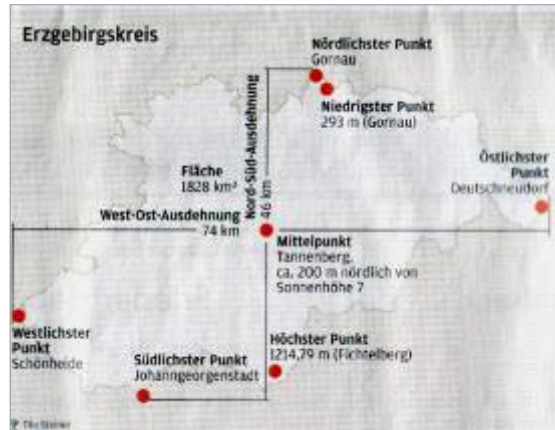 Erzgebirgskreis
Nördlichster Punkt
Gornau
Niedrigster Punkt
293 m (Gornau)
Nord-Süd-Ausdehnung
46 km
Fläche
1828 km²
Östlichster
Punkt
Deutschneudorf
West-Ost-Ausdehnung
74 km
Mittelpunkt
Tannenberg,
ca. 200 m nördlich von
Sonnenhöhe 7
Westlichster
Punkt
Schönheide
Südlichster Punkt
Johanngeorgenstadt
Höchster Punkt
1214,79 m (Fichtelberg)